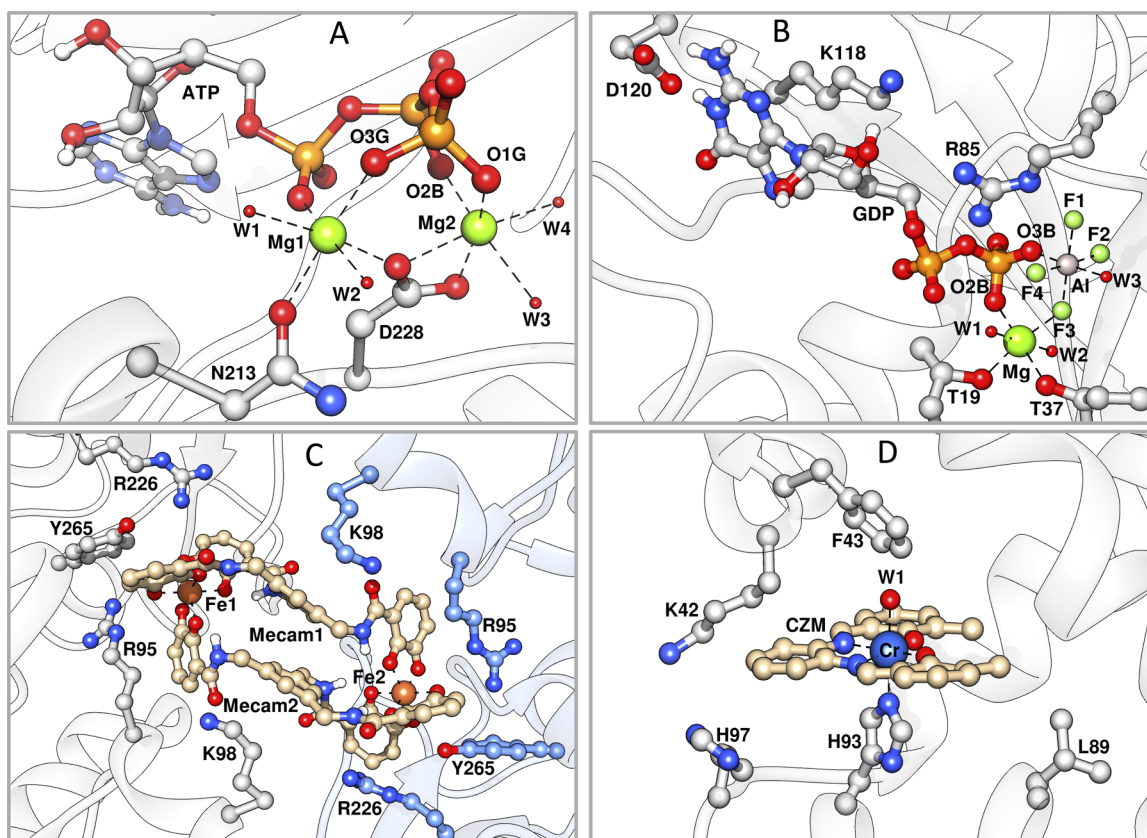 A
ATP
O3G
O1G
O2B
W1
Mg1
Mg2
W4
W2
D228
W3
N213
B
K118
D120
R85
GDP
F1
O3B
F2
Al
W3
F4
O2B
F3
W1
W2
Mg
T19
T37
C
R226
Y265
K98
Fe1
Mecam1
R95
R95
Fe2
Mecam2
K98
Y265
R226
D
F43
W1
K42
CZM
Cr
H97
H93
L89